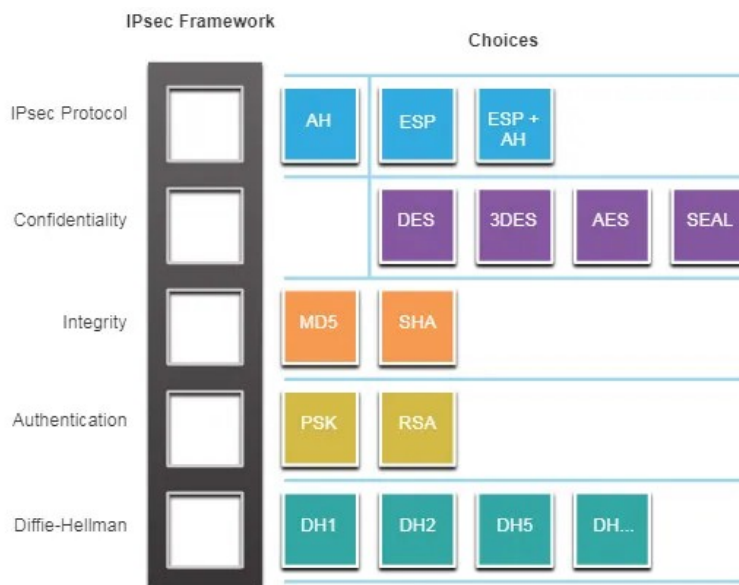 IPsec Framework
Choices
IPsec Protocol
AH
ESP
ESP +
AH
Confidentiality
DES
3DES
AES
SEAL
Integrity
MD5
SHA
Authentication
PSK
RSA
Diffie-Hellman
DH1
DH2
DH5
DH...